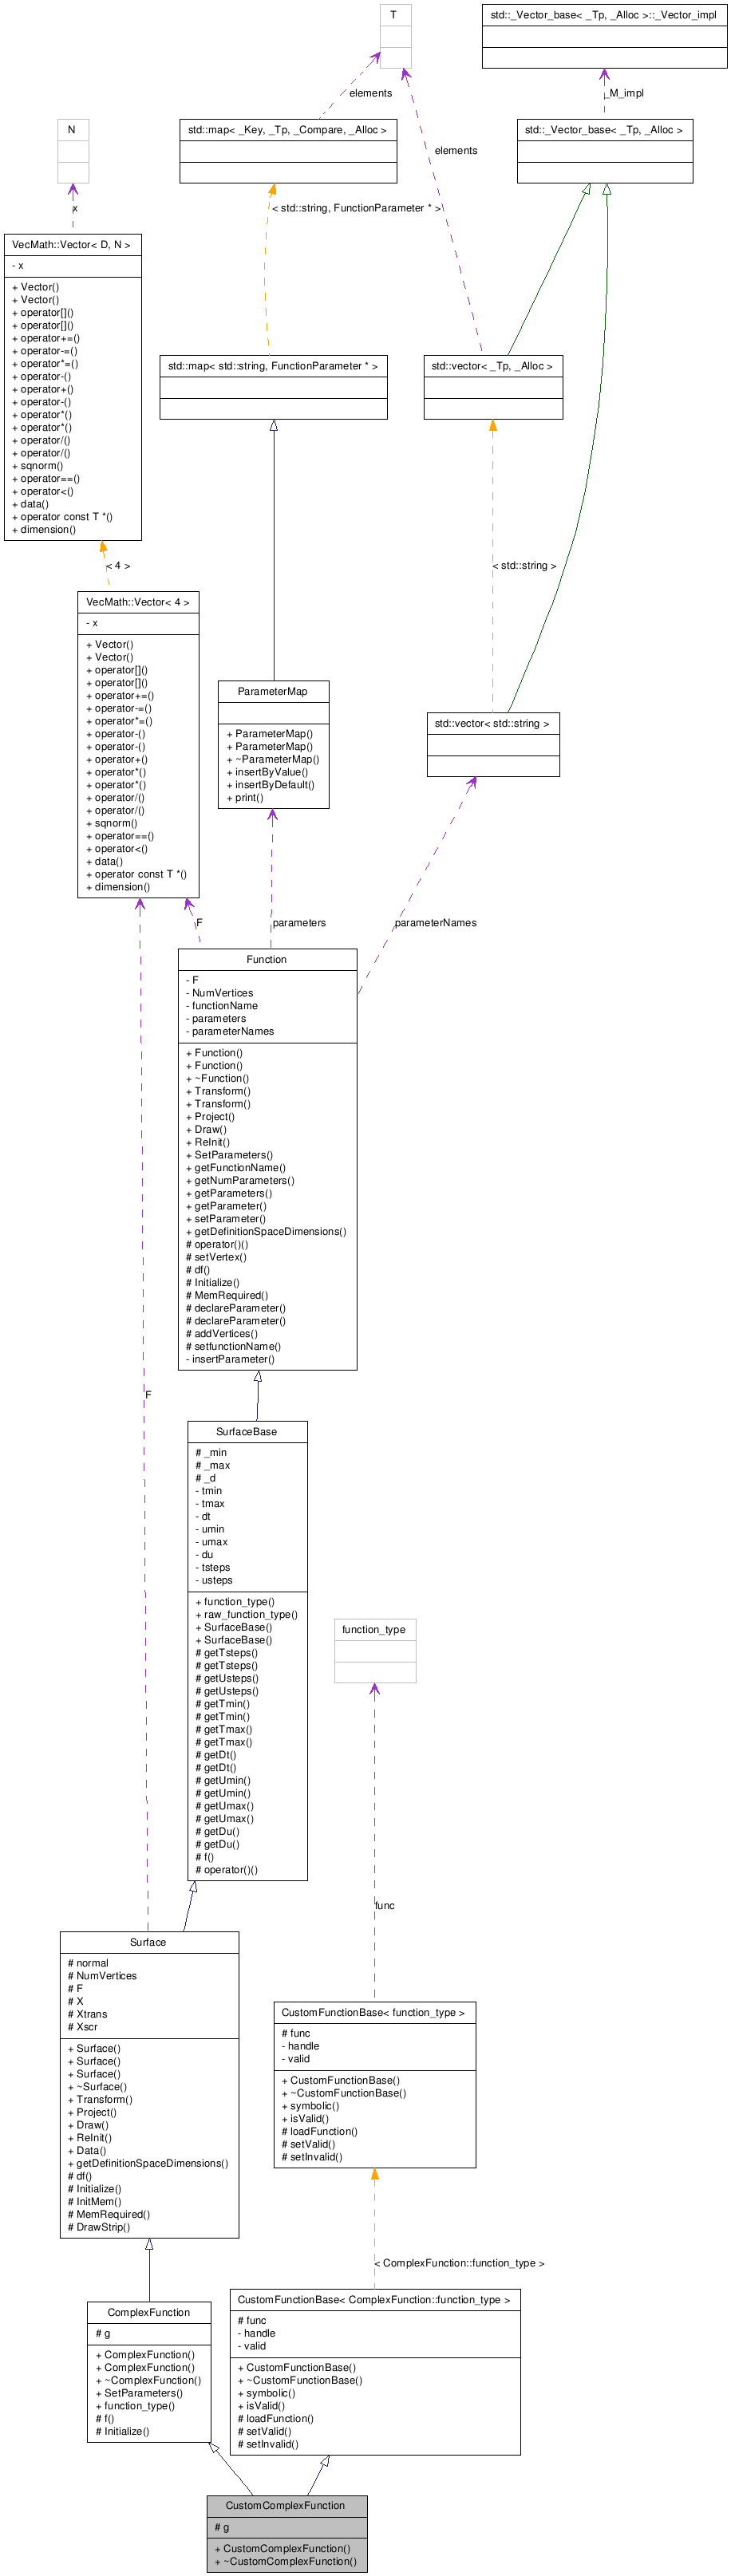 T
std::_Vector_base< _Tp, _Alloc >::_Vector_impl
elements
_M_impl
N
std::map< _Key, _Tp, _Compare, _Alloc >
std::_Vector_base< _Tp, _Alloc >
elements
x
< std::string, FunctionParameter * >
VecMath::Vector< D, N >
- x
+ Vector()
+ Vector()
+ operator[]()
+ operator[]()
+ operator+=()
+ operator-=()
+ operator*=()
+ operator-()
+ operator+()
+ operator-()
+ operator*()
+ operator*()
+ operator/()
+ operator/()
+ sqnorm()
+ operator==()
+ operator<()
+ data()
+ operator const T *()
+ dimension()
std::map< std::string, FunctionParameter * >
std::vector< _Tp, _Alloc >
< 4 >
< std::string >
VecMath::Vector< 4 >
- x
+ Vector()
+ Vector()
+ operator[]()
+ operator[]()
+ operator+=()
+ operator-=()
+ operator*=()
+ operator-()
+ operator-()
+ operator+()
+ operator*()
+ operator*()
+ operator/()
+ operator/()
+ sqnorm()
+ operator==()
+ operator<()
+ data()
+ operator const T *()
+ dimension()
ParameterMap
+ ParameterMap()
+ ParameterMap()
+ ~ParameterMap()
+ insertByValue()
+ insertByDefault()
+ print()
std::vector< std::string >
F
parameters
parameterNames
Function
- F
- NumVertices
- functionName
- parameters
- parameterNames
+ Function()
+ Function()
+ ~Function()
+ Transform()
+ Transform()
+ Project()
+ Draw()
+ ReInit()
+ SetParameters()
+ getFunctionName()
+ getNumParameters()
+ getParameters()
+ getParameter()
+ setParameter()
+ getDefinitionSpaceDimensions()
# operator()()
# setVertex()
# df()
# Initialize()
# MemRequired()
# declareParameter()
# declareParameter()
# addVertices()
# setfunctionName()
- insertParameter()
F
SurfaceBase
# _min
# _max
# _d
- tmin
- tmax
- dt
- umin
- umax
- du
- tsteps
- usteps
+ function_type()
+ raw_function_type()
+ SurfaceBase()
+ SurfaceBase()
# getTsteps()
# getTsteps()
# getUsteps()
# getUsteps()
# getTmin()
# getTmin()
# getTmax()
# getTmax()
# getDt()
# getDt()
# getUmin()
# getUmin()
# getUmax()
# getUmax()
# getDu()
# getDu()
# f()
# operator()()
function_type
func
Surface
# normal
# NumVertices
# F
# X
# Xtrans
# Xscr
+ Surface()
+ Surface()
+ Surface()
+ ~Surface()
+ Transform()
+ Project()
+ Draw()
+ ReInit()
+ Data()
+ getDefinitionSpaceDimensions()
# df()
# Initialize()
# InitMem()
# MemRequired()
# DrawStrip()
CustomFunctionBase< function_type >
# func
- handle
- valid
+ CustomFunctionBase()
+ ~CustomFunctionBase()
+ symbolic()
+ isValid()
# loadFunction()
# setValid()
# setInvalid()
< ComplexFunction::function_type >
ComplexFunction
# g
+ ComplexFunction()
+ ComplexFunction()
+ ~ComplexFunction()
+ SetParameters()
+ function_type()
# f()
# Initialize()
CustomFunctionBase< ComplexFunction::function_type >
# func
- handle
- valid
+ CustomFunctionBase()
+ ~CustomFunctionBase()
+ symbolic()
+ isValid()
# loadFunction()
# setValid()
# setInvalid()
CustomComplexFunction
# g
+ CustomComplexFunction()
+ ~CustomComplexFunction()